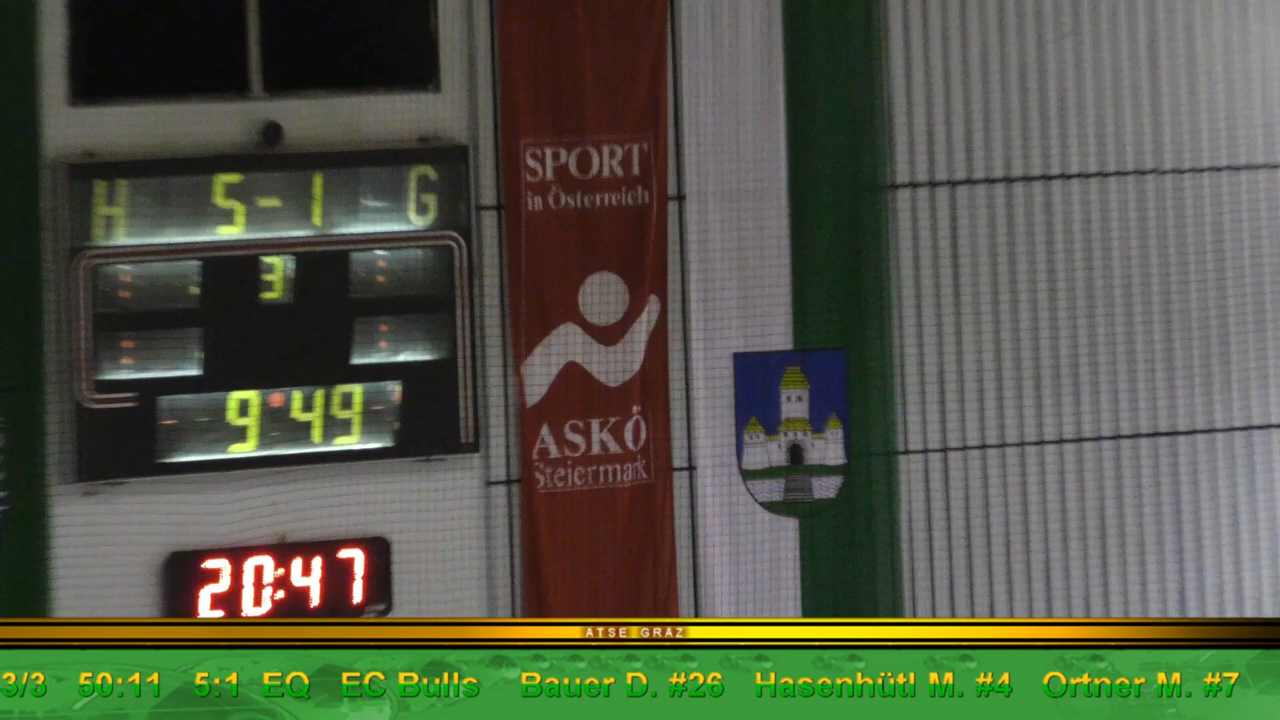 H 5-1 G
3
9:49
20:47
SPORT
in Österreich
ASKÖ
Steiermark
ATSE GRAZ
3/3 50:11 5:1 EQ EC Bulls Bauer D. #26 Hasenhütl M. #4 Ortner M. #7